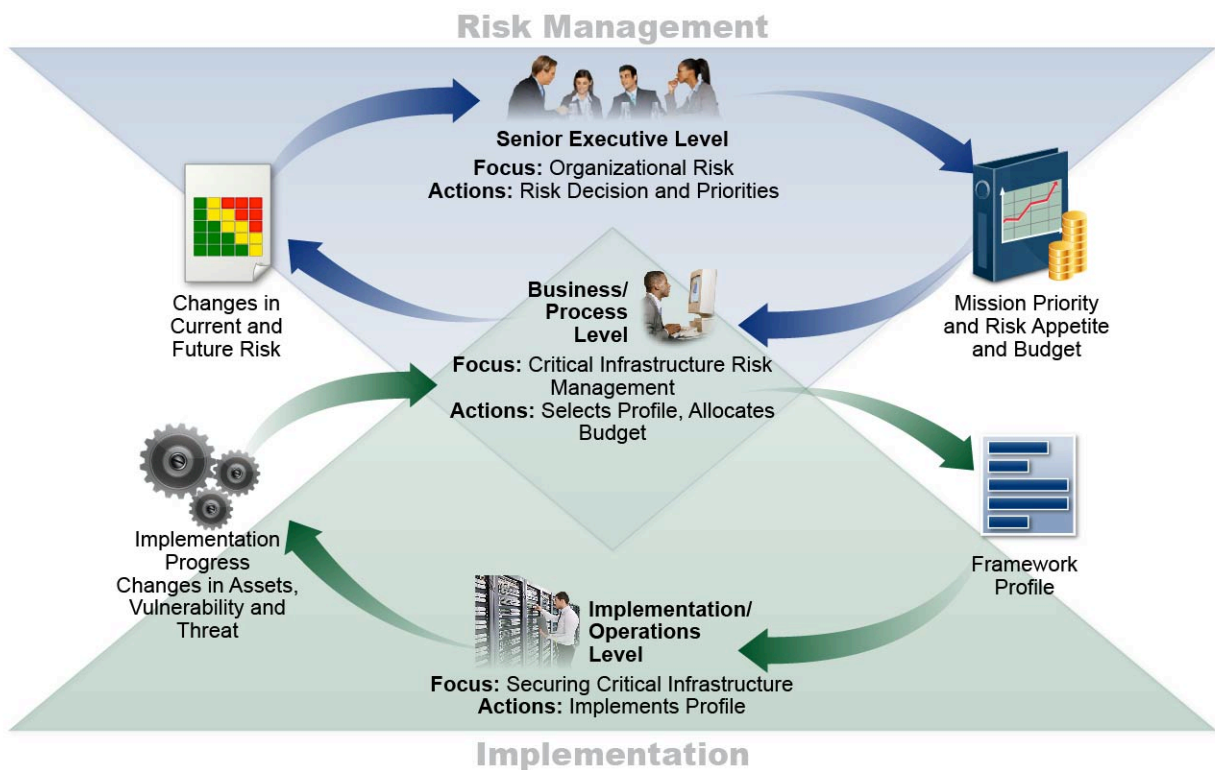 Risk Management
Senior Executive Level
Focus: Organizational Risk
Actions: Risk Decision and Priorities
Changes in
Current and
Future Risk
Mission Priority
and Risk Appetite
and Budget
Business/
Process
Level
Focus: Critical Infrastructure Risk
Management
Actions: Selects Profile, Allocates
Budget
Implementation
Progress
Changes in Assets,
Vulnerability and
Threat
Framework
Profile
Implementation/
Operations
Level
Focus: Securing Critical Infrastructure
Actions: Implements Profile
Implementation